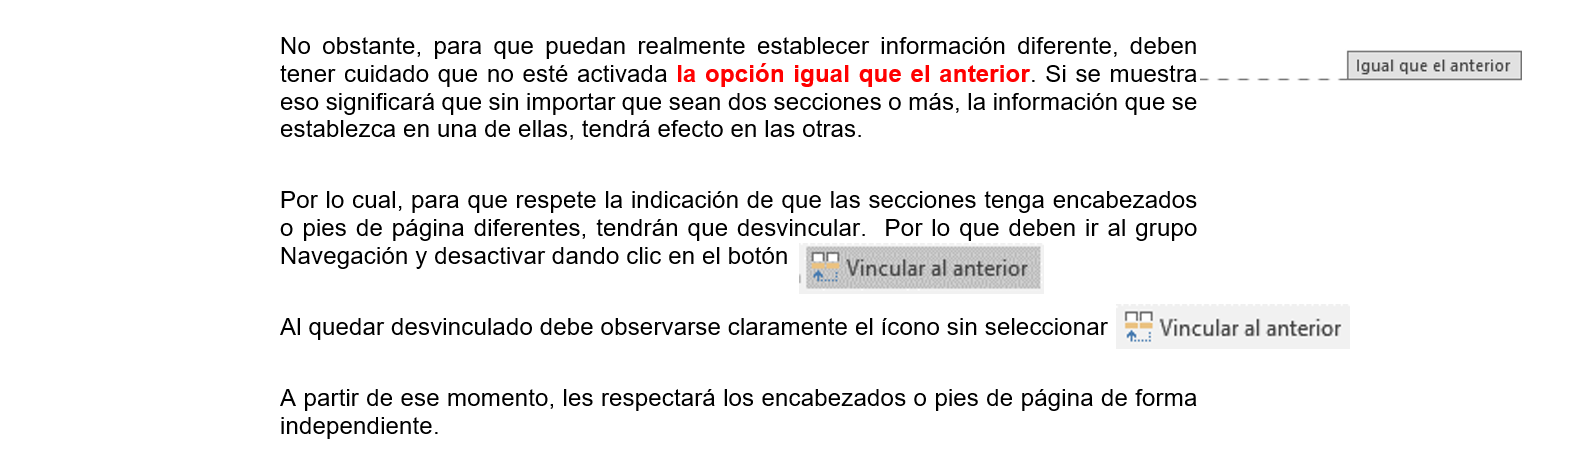 No obstante, para que puedan realmente establecer información diferente, deben
tener cuidado que no esté activada la opción igual que el anterior. Si se muestra
Igual que el anterior
eso significará que sin importar que sean dos secciones o más, la información que se
establezca en una de ellas, tendrá efecto en las otras.
Por lo cual, para que respete la indicación de que las secciones tenga encabezados
o pies de página diferentes, tendrán que desvincular.  Por lo que deben ir al grupo
Navegación y desactivar dando clic en el botón Vincular al anterior
Al quedar desvinculado debe observarse claramente el ícono sin seleccionar Vincular al anterior
A partir de ese momento, les respectará los encabezados o pies de página de forma
independiente.